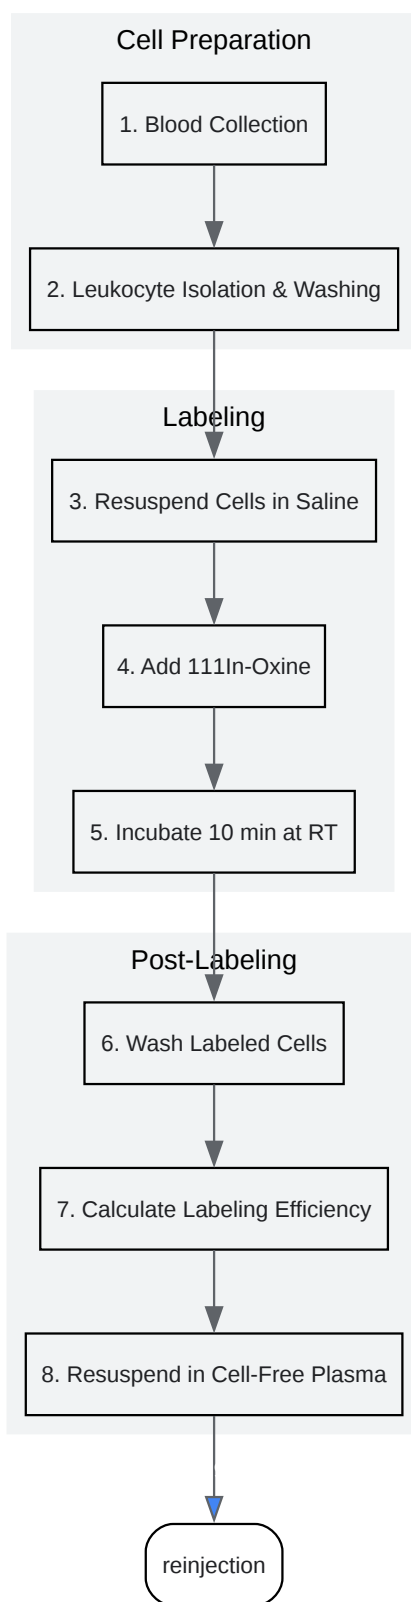 Cell Preparation
1. Blood Collection
2. Leukocyte Isolation & Washing
Labeling
3. Resuspend Cells in Saline
4. Add 111In-Oxine
5. Incubate 10 min at RT
Post-Labeling
6. Wash Labeled Cells
7. Calculate Labeling Efficiency
8. Resuspend in Cell-Free Plasma
reinjection